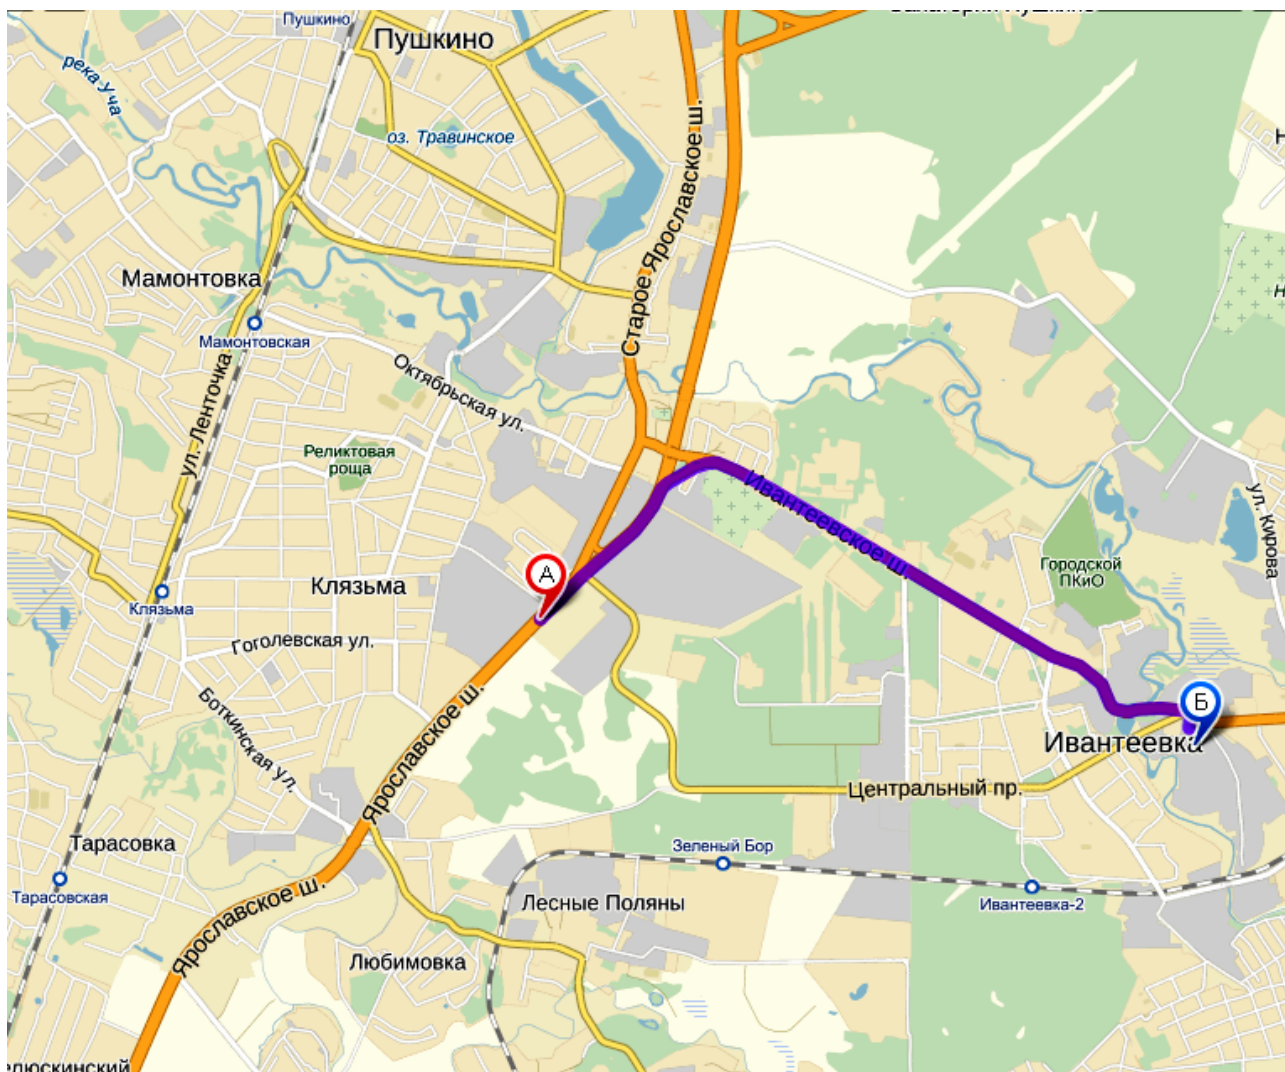 Пушкино
Пушкино
река Уча
оз. Травинское
Старое Ярославское ш.
Мамонтовка
Мамонтовская
ул. Ленточка
Октябрьская ул.
Реликтовая
роща
Ивантеевское ш.
ул. Кирова
Городской
ПКиО
А
Клязьма
Клязьма
Гоголевская ул.
Боткинская ул.
Ярославское ш.
Б
Ивантеевка
Центральный пр.
Тарасовка
Зеленый Бор
Тарасовская
Ярославское ш.
Лесные Поляны
Ивантеевка-2
Любимовка